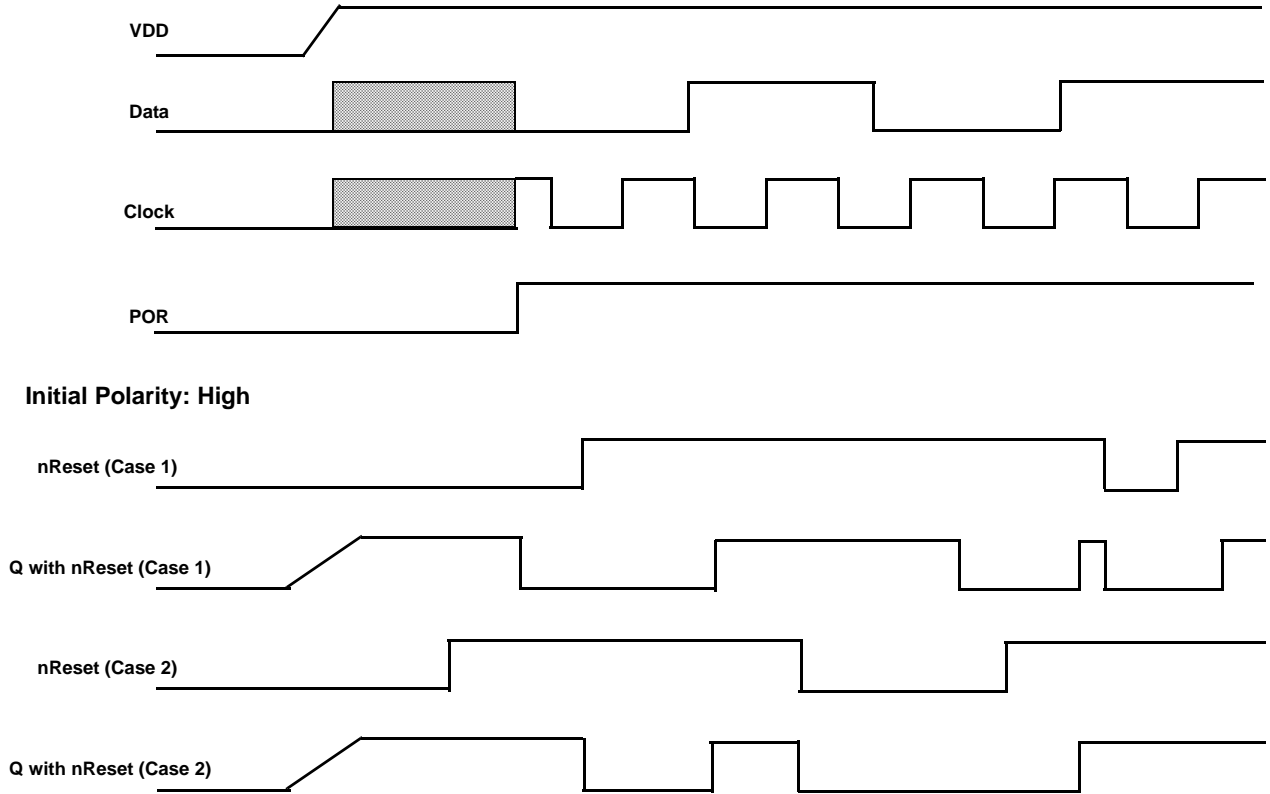 VDD
Data
Clock
POR
Initial Polarity: High
nReset (Case 1)
Q with nReset (Case 1)
nReset (Case 2)
Q with nReset (Case 2)